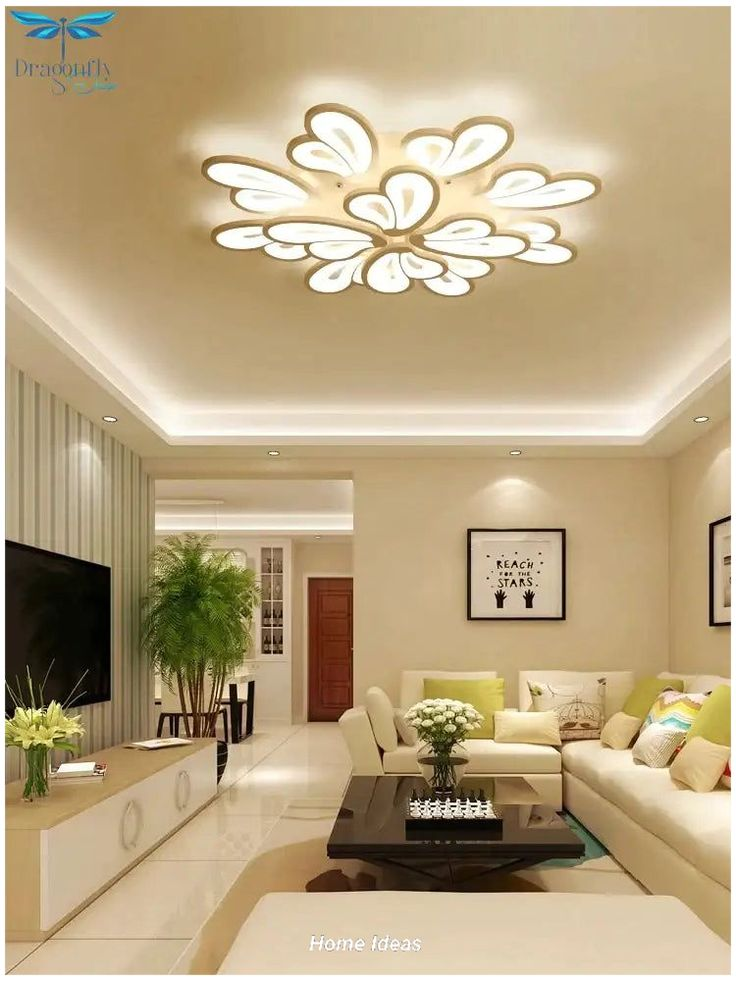 Dragonfly
REACH
FOR THE
STARS.
Home Ideas